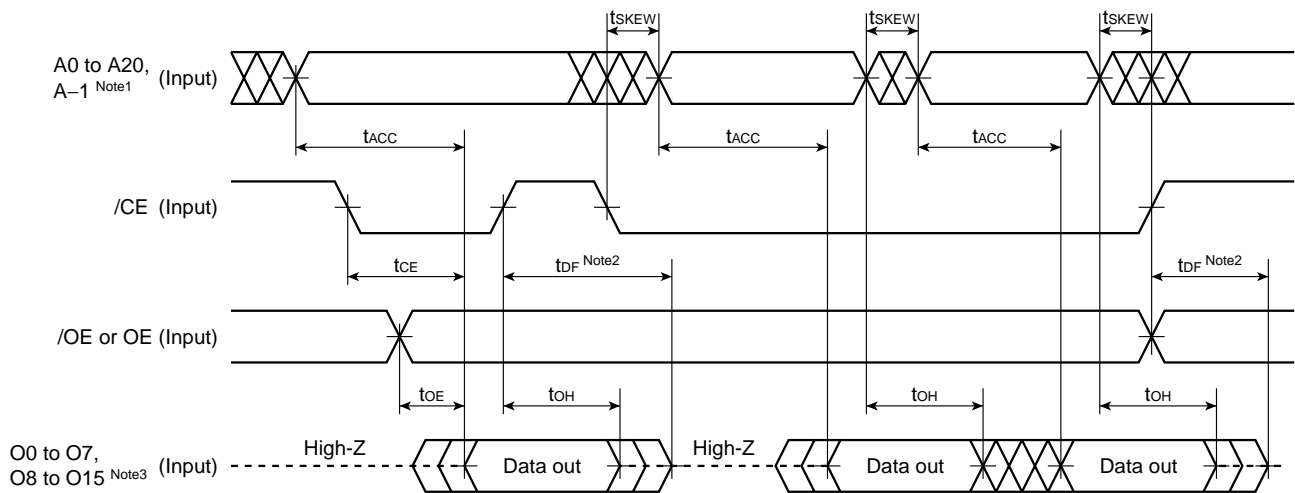 tSKEW tSKEW tSKEW
A0 to A20,
A−1 Note1 (Input)
tACC tACC tACC
/CE (Input)
tCE tDF Note2 tDF Note2
/OE or OE (Input)
tOE tOH tOH tOH
O0 to O7,
O8 to O15 Note3 (Input)
High-Z Data out High-Z Data out Data out